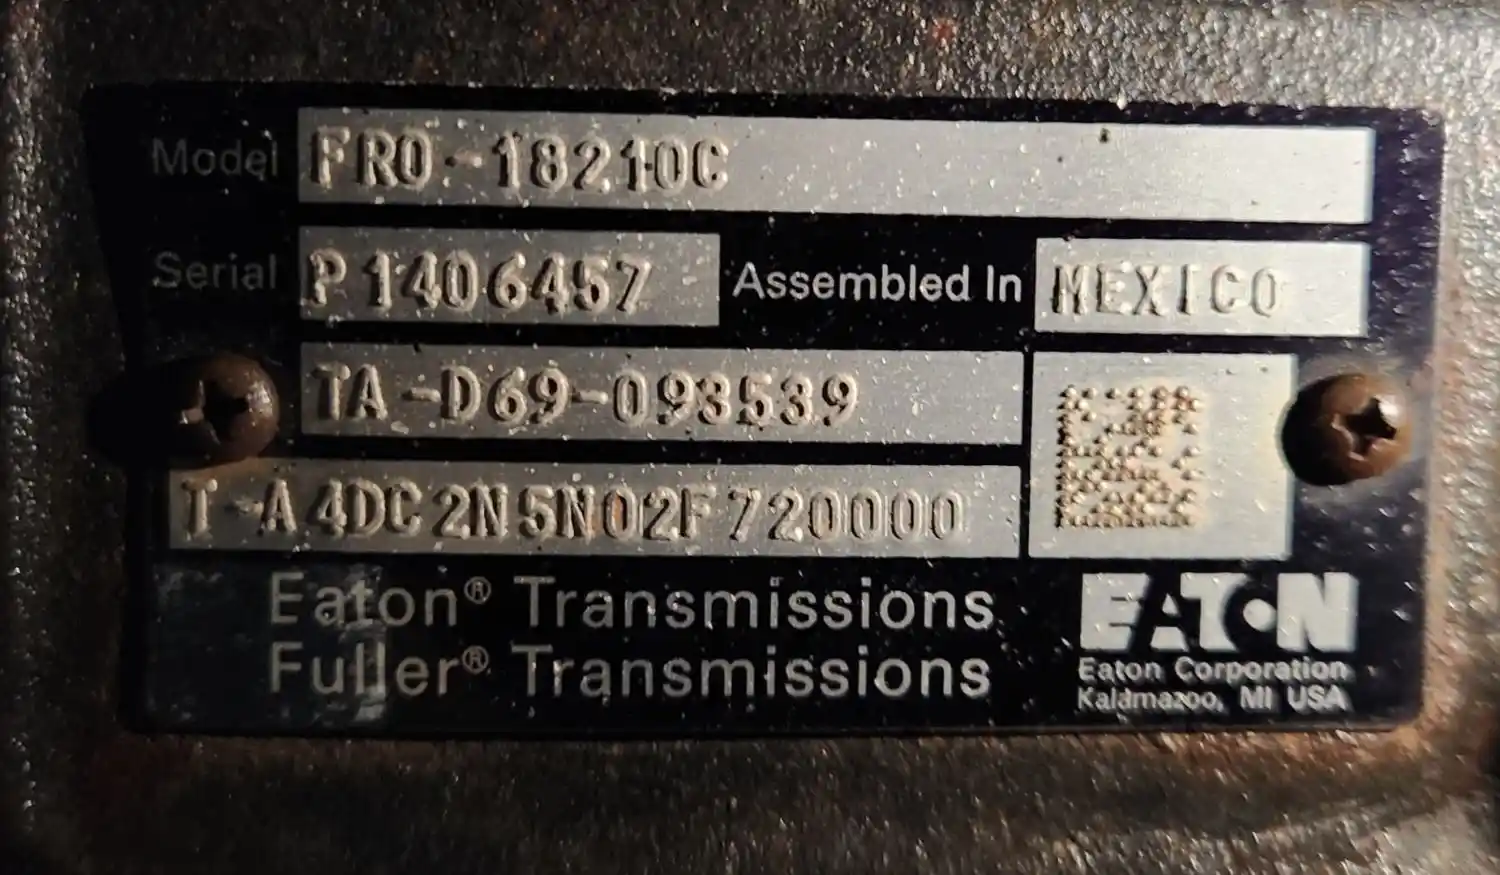 Model FRO-18210C
Serial P1406457 Assembled In MEXICO
TA-D69-093539
T-A4DC2N5N02F720000
Eaton® Transmissions
Fuller® Transmissions
EATON
Eaton Corporation
Kalamazoo, MI USA